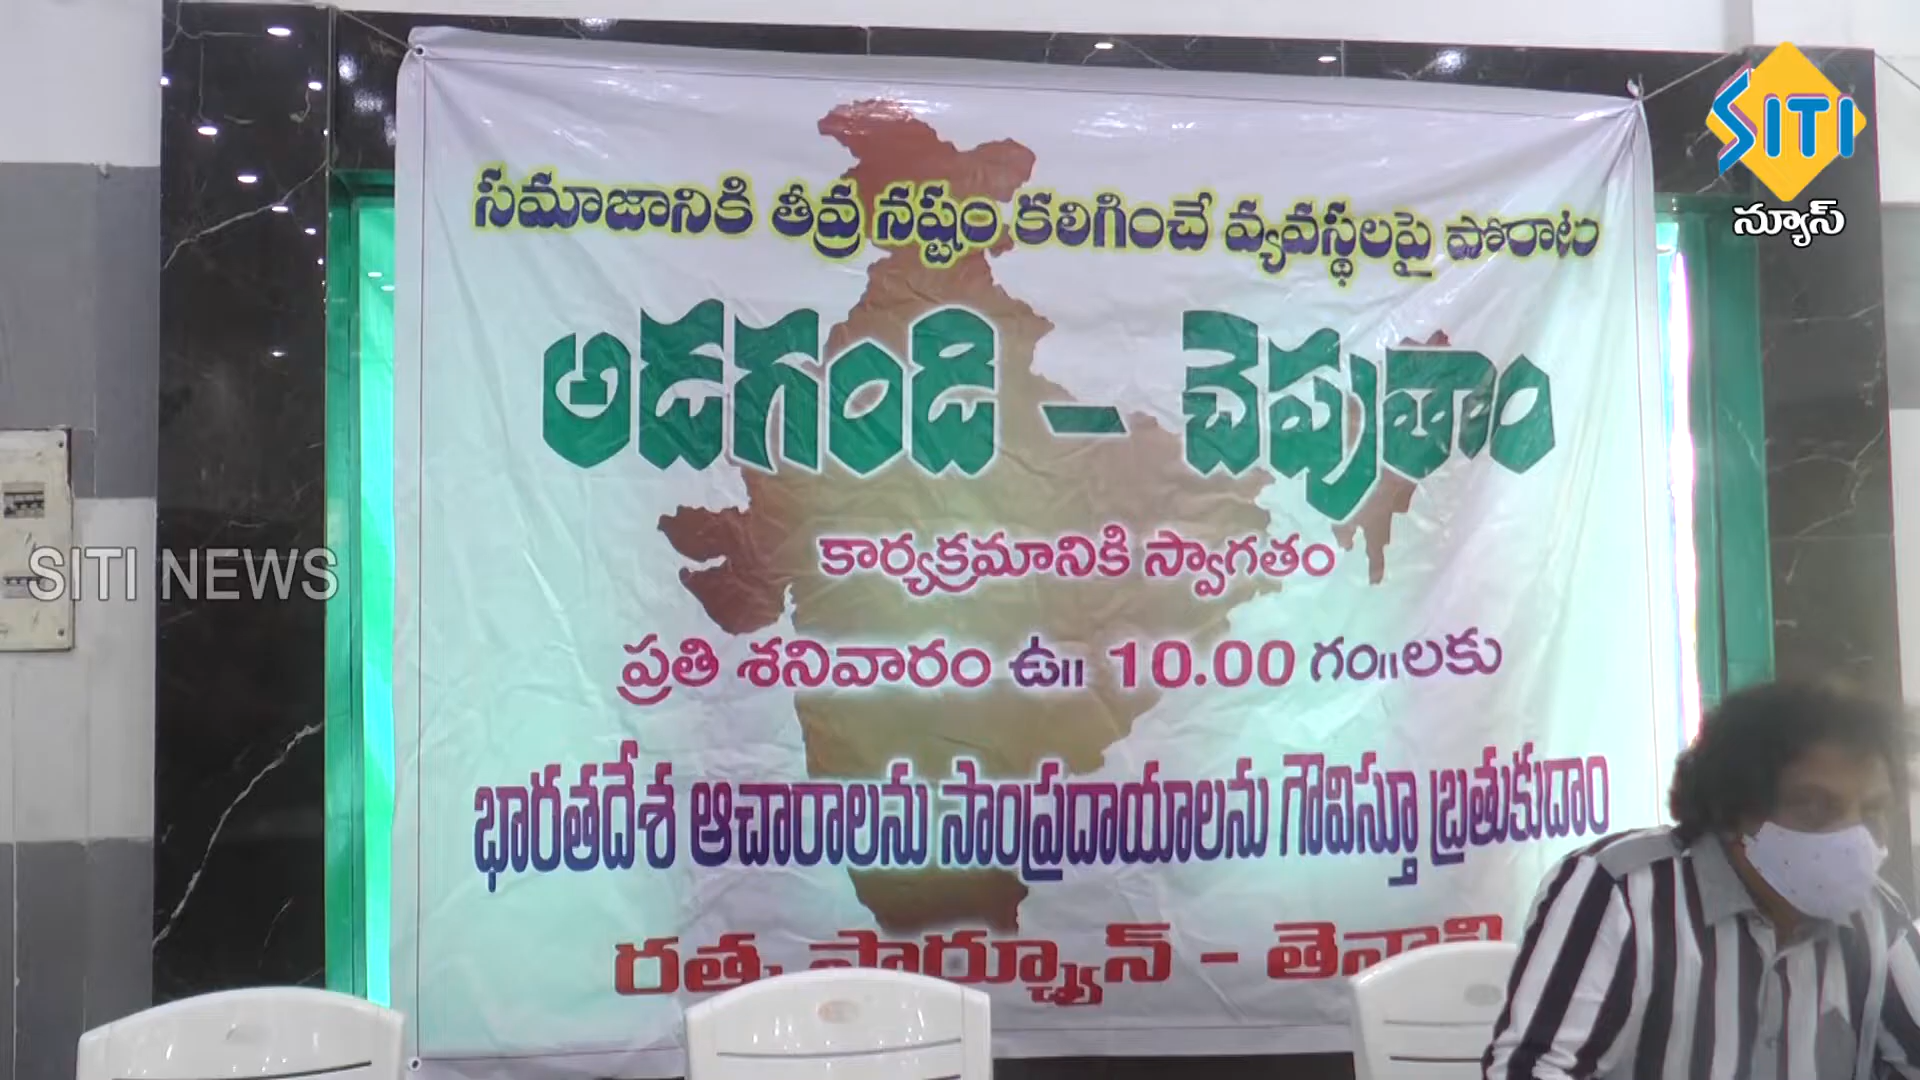 SITI
న్యూస్
సమాజానికి తీవ్ర నష్టం కలిగించే వ్యవస్థలపై పోరాటం
అడగండి - చెపుతాం
కార్యక్రమానికి స్వాగతం
SITI NEWS
ప్రతి శనివారం ఉ॥ 10.00 గం॥లకు
భారతదేశ ఆచారాలను సాంప్రదాయాలను గౌవిస్తూ బ్రతుకుదాం
రత్న ఫార్చ్యూన్ - తెనాలి